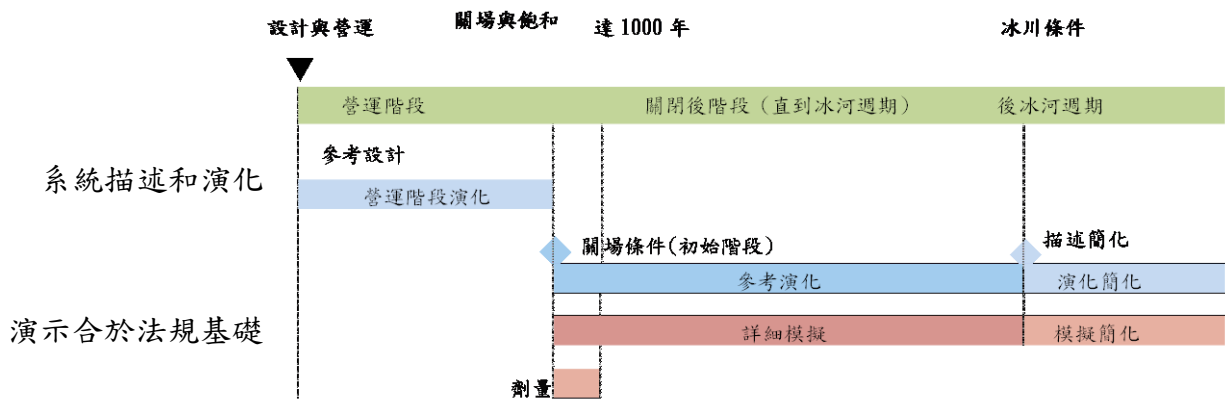 設計與營運
關場與飽和
達 1000 年
冰川條件
營運階段
關閉後階段（直到冰河週期）
後冰河週期
參考設計
系統描述和演化
營運階段演化
關場條件(初始階段)
描述簡化
參考演化
演化簡化
演示合於法規基礎
詳細模擬
模擬簡化
劑量